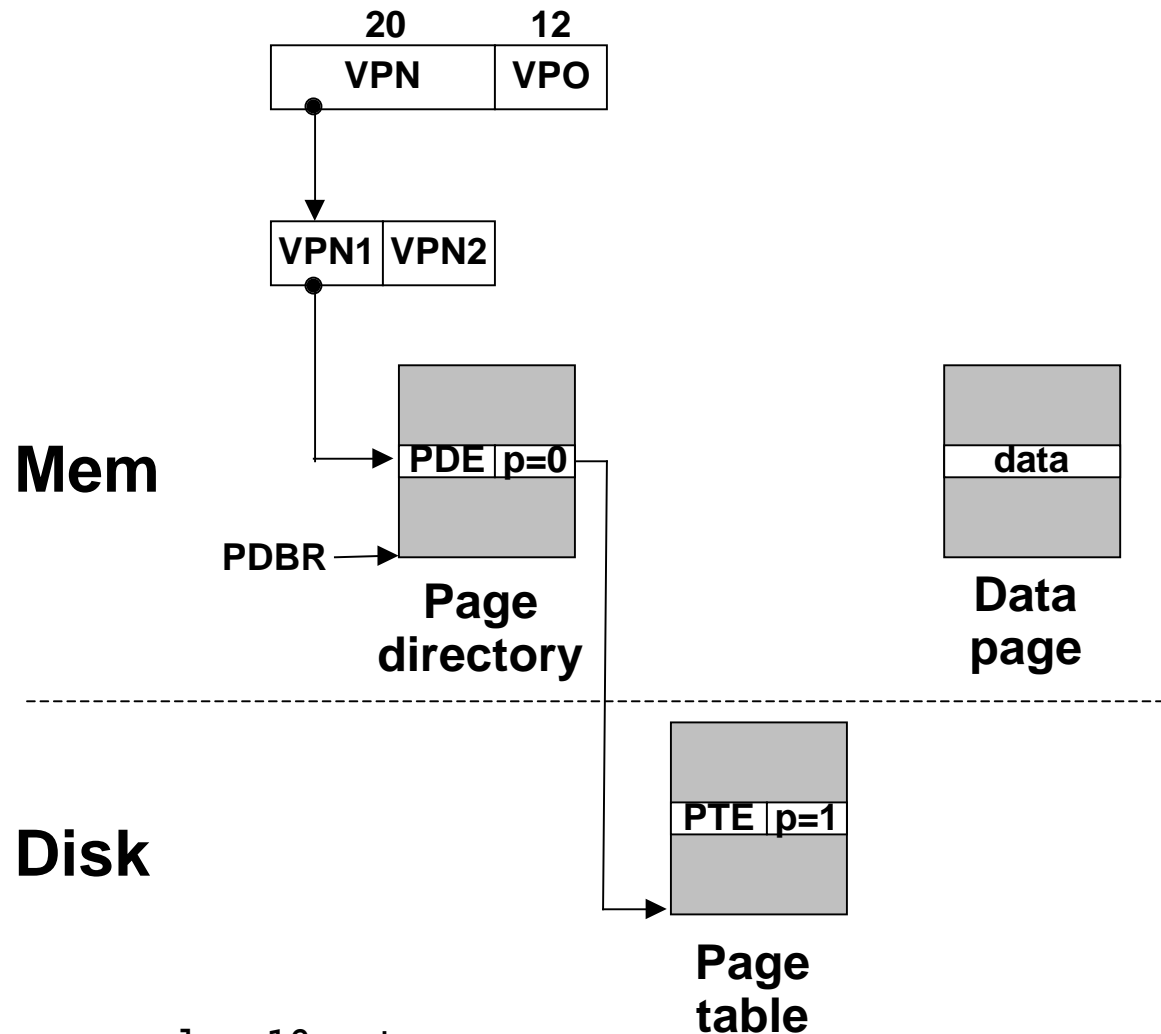 20 12
VPN VPO
VPN1 VPN2
Mem
PDE p=0
data
PDBR
Page
directory
Data
page
Disk
PTE p=1
Page
table